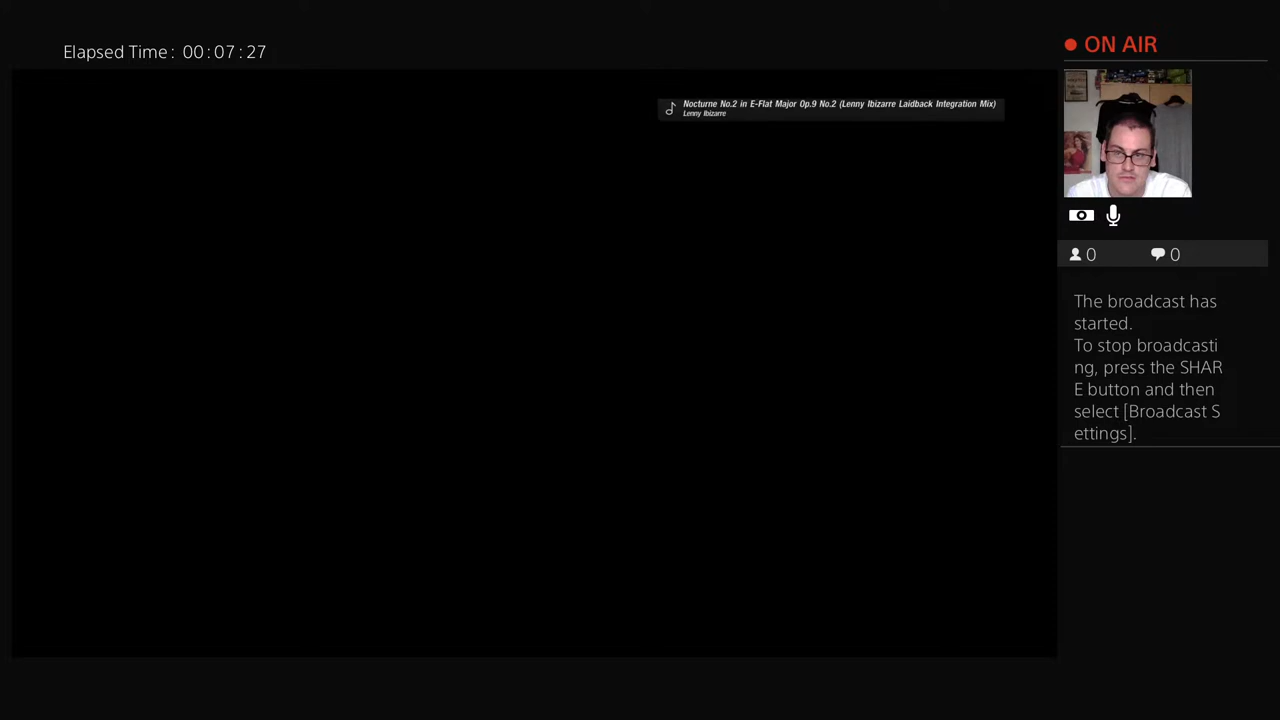 Elapsed Time: 00:07:27
ON AIR
Nocturne No.2 in E-Flat Major Op.9 No.2 (Lenny Ibizarre Laidback Integration Mix)
Lenny Ibizarre
0 0
The broadcast has
started.
To stop broadcasti
ng, press the SHAR
E button and then
select [Broadcast S
ettings].